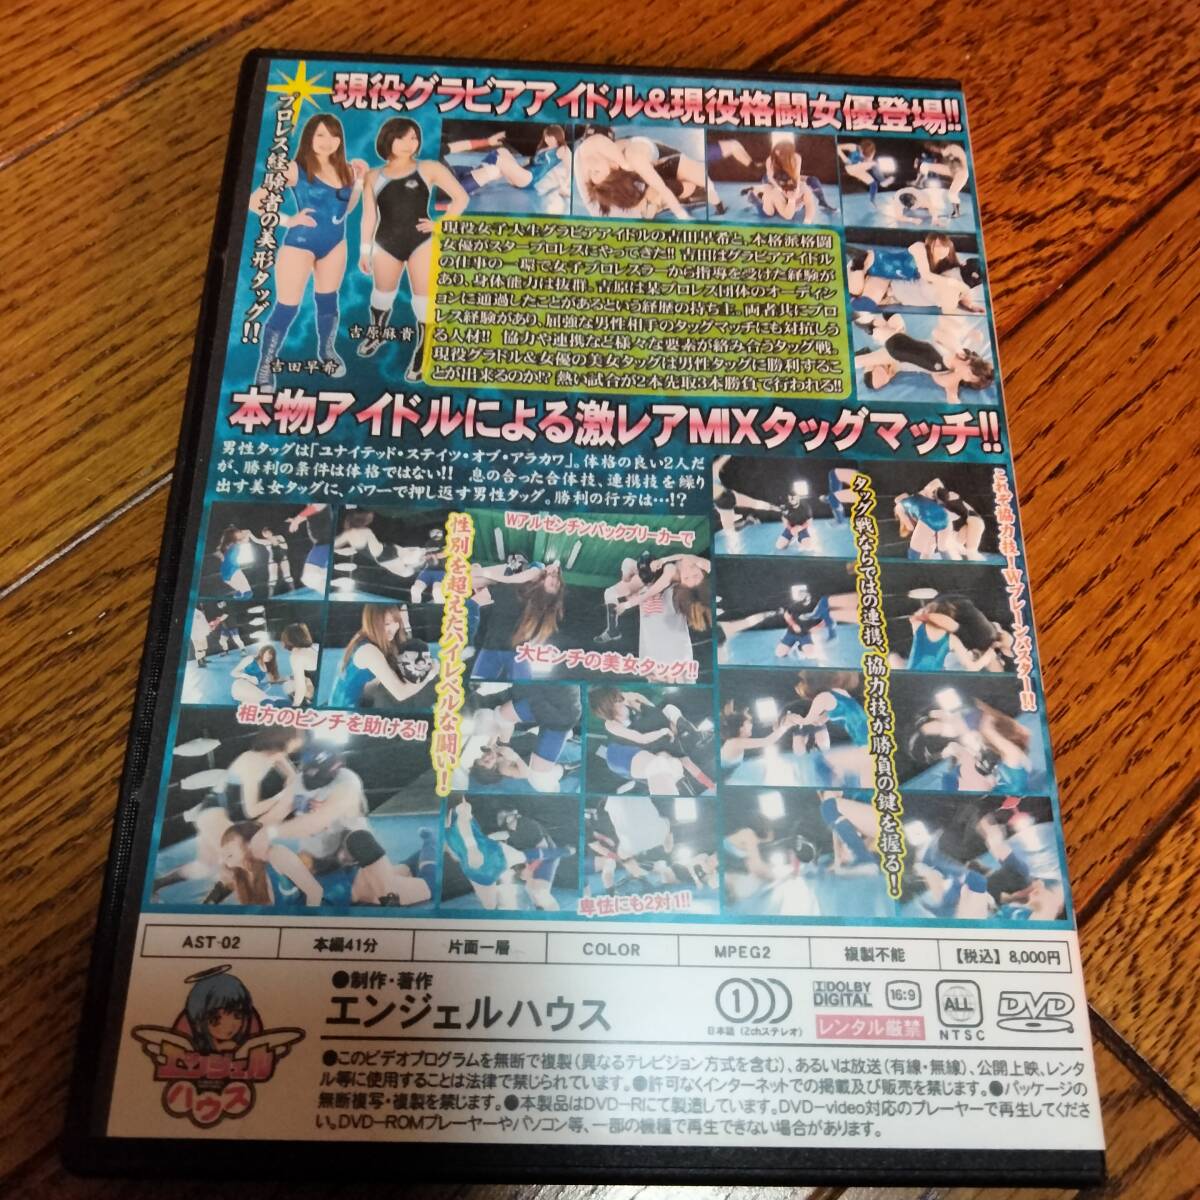 現役グラビアアイドル&現役格闘女優登場!!
プロレス経験者の美形タッグ!!
吉原麻貴
吉田早希
現役女子大生グラビアアイドルの吉田早希と、本格派格闘
女優がスタープロレスにやってきた!! 吉田はグラビアアイドル
の仕事の一環で女子プロレスラーから指導を受けた経験が
あり、身体能力は抜群。吉原は某プロレス団体のオーディシ
ョンに通過したことがあるという経歴の持ち主。両者共にプロ
レス経験があり、屈強な男性相手のタッグマッチにも対抗しう
る人材!! 協力や連携など様々な要素が絡み合うタッグ戦。
現役グラドル&女優の美女タッグは男性タッグに勝利するこ
とが出来るのか!? 熱い試合が2本先取3本勝負で行われる!!
本物アイドルによる激レアMIXタッグマッチ!!
男性タッグは「ユナイテッド・ステイツ・オブ・アラカワ」。体格の良い2人だ
が、勝利の条件は体格ではない!! 息の合った合体技、連携技を繰り
出す美女タッグに、パワーで押し返す男性タッグ。勝利の行方は…!?
性別を超えたハイレベルな闘い!
Wアルゼンチンバックブリーカーで
大ピンチの美女タッグ!!
相方のピンチを助ける!!
卑怯にも2対1!!
タッグ戦ならではの連携、協力技が勝負の鍵を握る!
これぞ協力技!Wブレーンバスター!!
AST-02
本編41分
片面一層
COLOR
MPEG2
複製不能
【税込】8,000円
エンジェル
ハウス
●制作・著作
エンジェルハウス
1
日本語(2chステレオ)
DOLBY
DIGITAL
16:9
レンタル厳禁
ALL
NTSC
DVD
●このビデオプログラムを無断で複製(異なるテレビジョン方式を含む)、あるいは放送(有線・無線)、公開上映、レンタ
ル等に使用することは法律で禁じられています。●許可なくインターネットでの掲載及び販売を禁じます。●パッケージの
無断複写・複製を禁じます。●本製品はDVD-Rにて製造しています。DVD-video対応のプレーヤーで再生してくださ
い。DVD-ROMプレーヤーやパソコン等、一部の機種で再生できない場合があります。